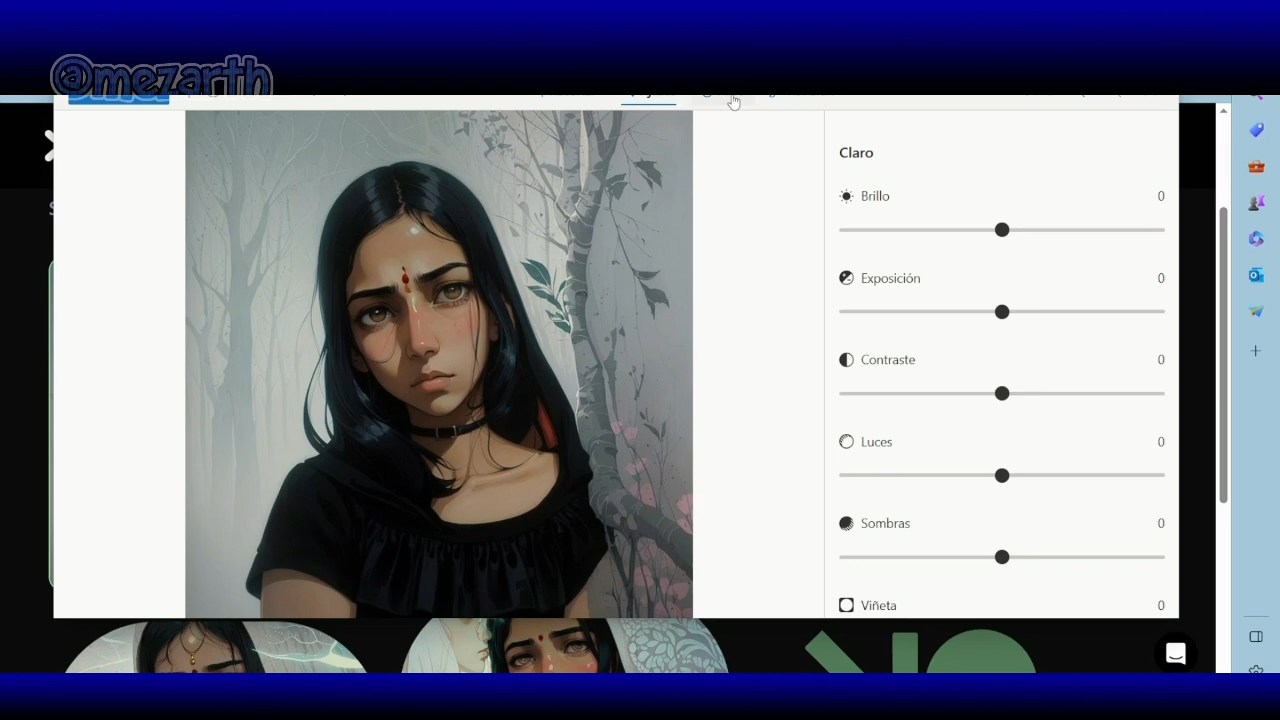 @mezarth
Claro
Brillo 0
Exposición 0
Contraste 0
Luces 0
Sombras 0
Viñeta 0